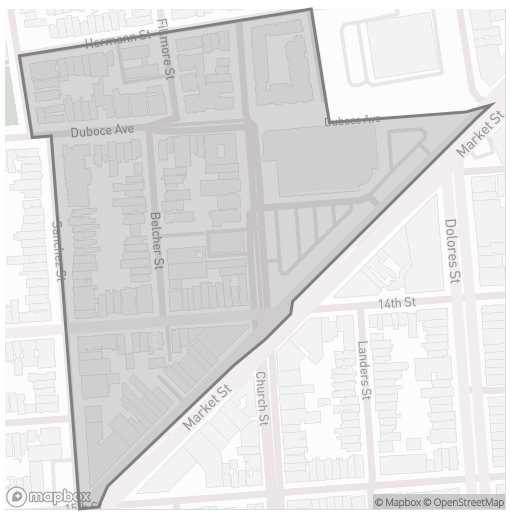 Hermann St
Fillmore St
Duboce Ave
Duboce Ave
Market St
Sanchez St
Belcher St
Dolores St
14th St
Landers St
Church St
Market St
mapbox
© Mapbox © OpenStreetMap